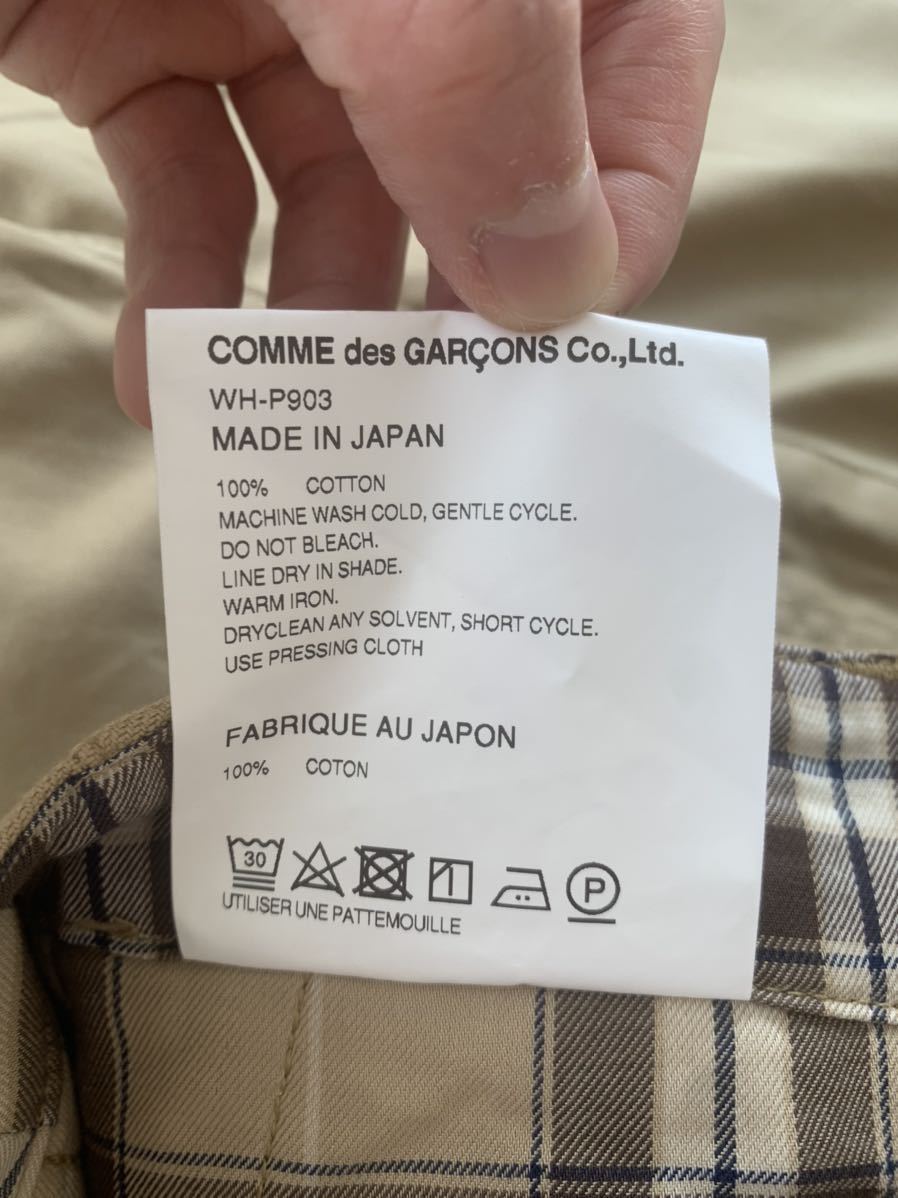 COMME des GARÇONS Co.,Ltd.
WH-P903
MADE IN JAPAN
100% COTTON
MACHINE WASH COLD, GENTLE CYCLE.
DO NOT BLEACH.
LINE DRY IN SHADE.
WARM IRON.
DRYCLEAN ANY SOLVENT, SHORT CYCLE.
USE PRESSING CLOTH
FABRIQUE AU JAPON
100% COTON
30 P
UTILISER UNE PATTEMOUILLE